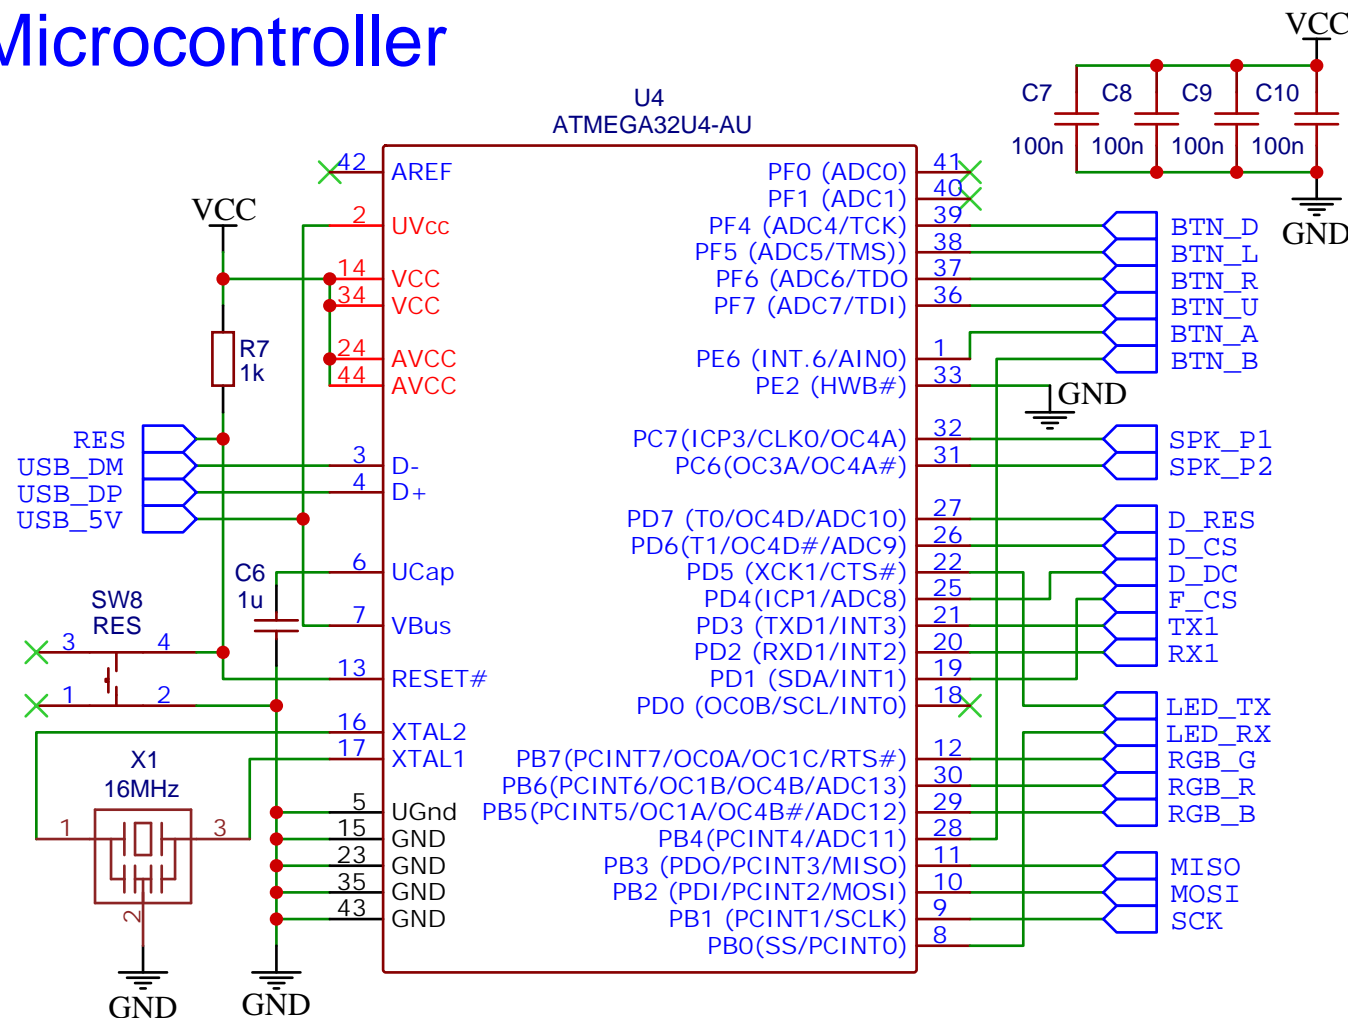 Microcontroller
VCC
C7
C8
C9
C10
100n
100n
100n
100n
GND
U4
ATMEGA32U4-AU
42
AREF
2
UVcc
VCC
14
VCC
34
VCC
24
AVCC
44
AVCC
R7
1k
RES
USB_DM
USB_DP
USB_5V
3
D-
4
D+
6
UCap
C6
1u
7
VBus
SW8
RES
3
4
1
2
13
RESET#
16
XTAL2
17
XTAL1
X1
16MHz
1
3
2
GND
5
UGnd
15
GND
23
GND
35
GND
43
GND
GND
PF0 (ADC0)
41
PF1 (ADC1)
40
PF4 (ADC4/TCK)
39
BTN_D
PF5 (ADC5/TMS))
38
BTN_L
PF6 (ADC6/TDO
37
BTN_R
PF7 (ADC7/TDI)
36
BTN_U
BTN_A
PE6 (INT.6/AIN0)
1
BTN_B
PE2 (HWB#)
33
GND
PC7(ICP3/CLK0/OC4A)
32
SPK_P1
PC6(OC3A/OC4A#)
31
SPK_P2
PD7 (T0/OC4D/ADC10)
27
D_RES
PD6(T1/OC4D#/ADC9)
26
D_CS
PD5 (XCK1/CTS#)
22
D_DC
PD4(ICP1/ADC8)
25
F_CS
PD3 (TXD1/INT3)
21
TX1
PD2 (RXD1/INT2)
20
RX1
PD1 (SDA/INT1)
19
PD0 (OC0B/SCL/INT0)
18
LED_TX
LED_RX
PB7(PCINT7/OC0A/OC1C/RTS#)
12
RGB_G
PB6(PCINT6/OC1B/OC4B/ADC13)
30
RGB_R
PB5(PCINT5/OC1A/OC4B#/ADC12)
29
RGB_B
PB4(PCINT4/ADC11)
28
PB3 (PDO/PCINT3/MISO)
11
MISO
PB2 (PDI/PCINT2/MOSI)
10
MOSI
PB1 (PCINT1/SCLK)
9
SCK
PB0(SS/PCINT0)
8